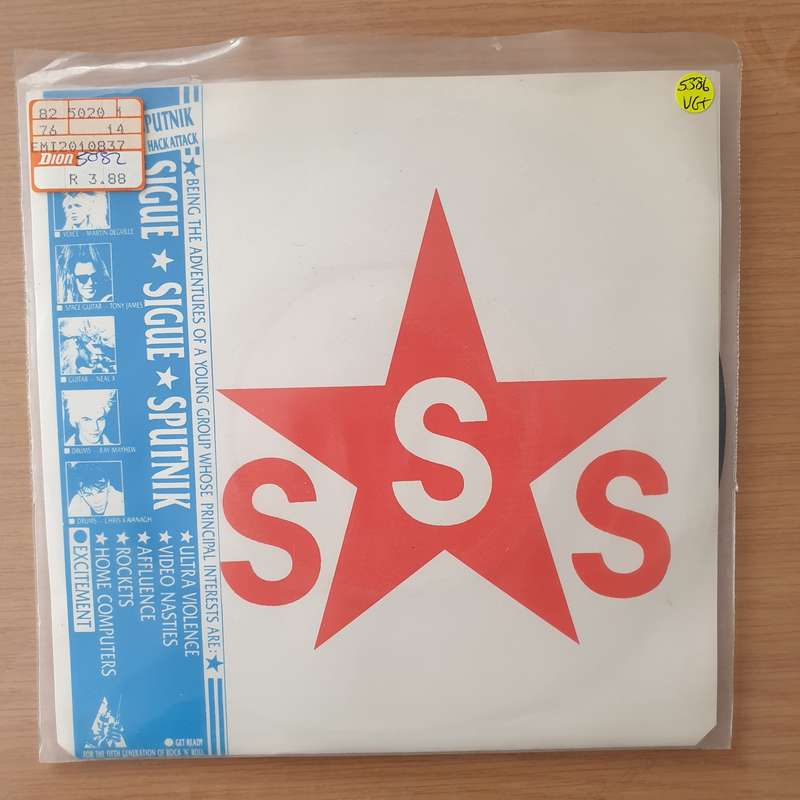 82 5020 1
76 14
EMI2010837
Dion 5082
R 3.88
5386
VG+
SPUTNIK
HACK ATTACK
★ BEING THE ADVENTURES OF A YOUNG GROUP WHOSE PRINCIPAL INTERESTS ARE: ★
SIGUE ★ SIGUE ★ SPUTNIK
VOICE - MARTIN DEGVILLE
SPACE GUITAR - TONY JAMES
GUITAR - NEAL X
DRUMS - RAY MAYHEW
DRUMS - CHRIS KAVANAGH
★ ULTRA VIOLENCE
★ VIDEO NASTIES
★ AFFLUENCE
★ ROCKETS
★ HOME COMPUTERS
EXCITEMENT
GET READY
FOR THE FIFTH GENERATION OF ROCK 'N' ROLL
S S S